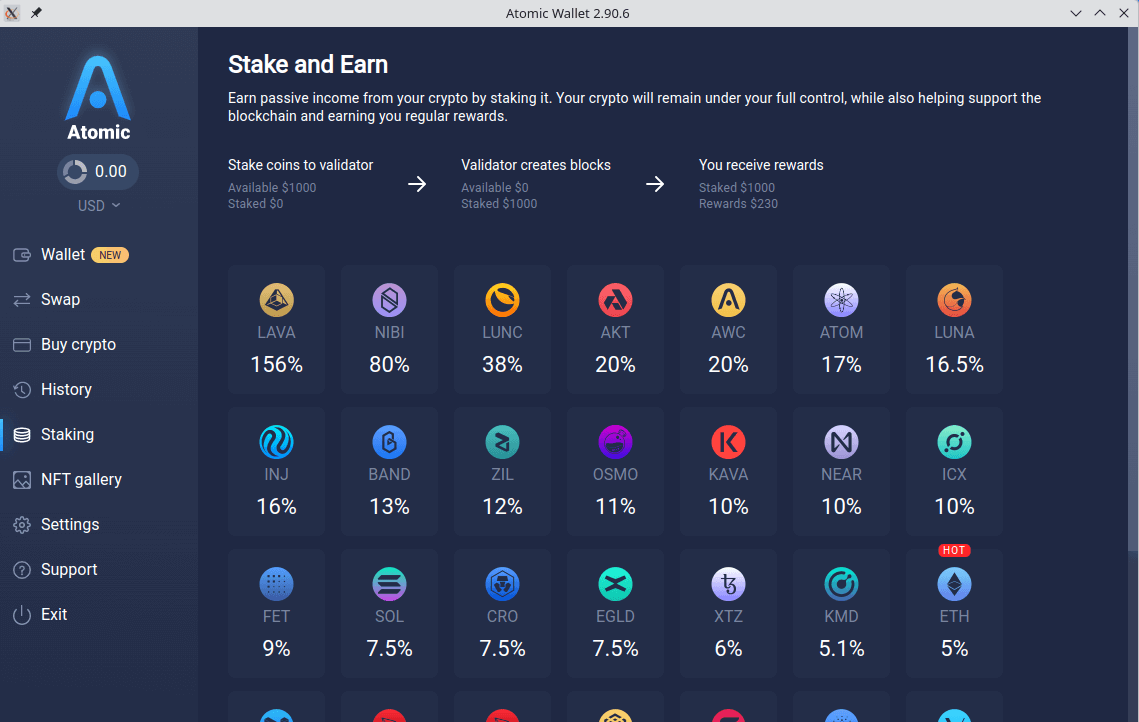 Atomic Wallet 2.90.6
Atomic
0.00
USD
Wallet NEW
Swap
Buy crypto
History
Staking
NFT gallery
Settings
Support
Exit
Stake and Earn
Earn passive income from your crypto by staking it. Your crypto will remain under your full control, while also helping support the
blockchain and earning you regular rewards.
Stake coins to validator
Available $1000
Staked $0
Validator creates blocks
Available $0
Staked $1000
You receive rewards
Staked $1000
Rewards $230
LAVA
156%
NIBI
80%
LUNC
38%
AKT
20%
AWC
20%
ATOM
17%
LUNA
16.5%
INJ
16%
BAND
13%
ZIL
12%
OSMO
11%
KAVA
10%
NEAR
10%
ICX
10%
FET
9%
SOL
7.5%
CRO
7.5%
EGLD
7.5%
XTZ
6%
KMD
5.1%
HOT
ETH
5%